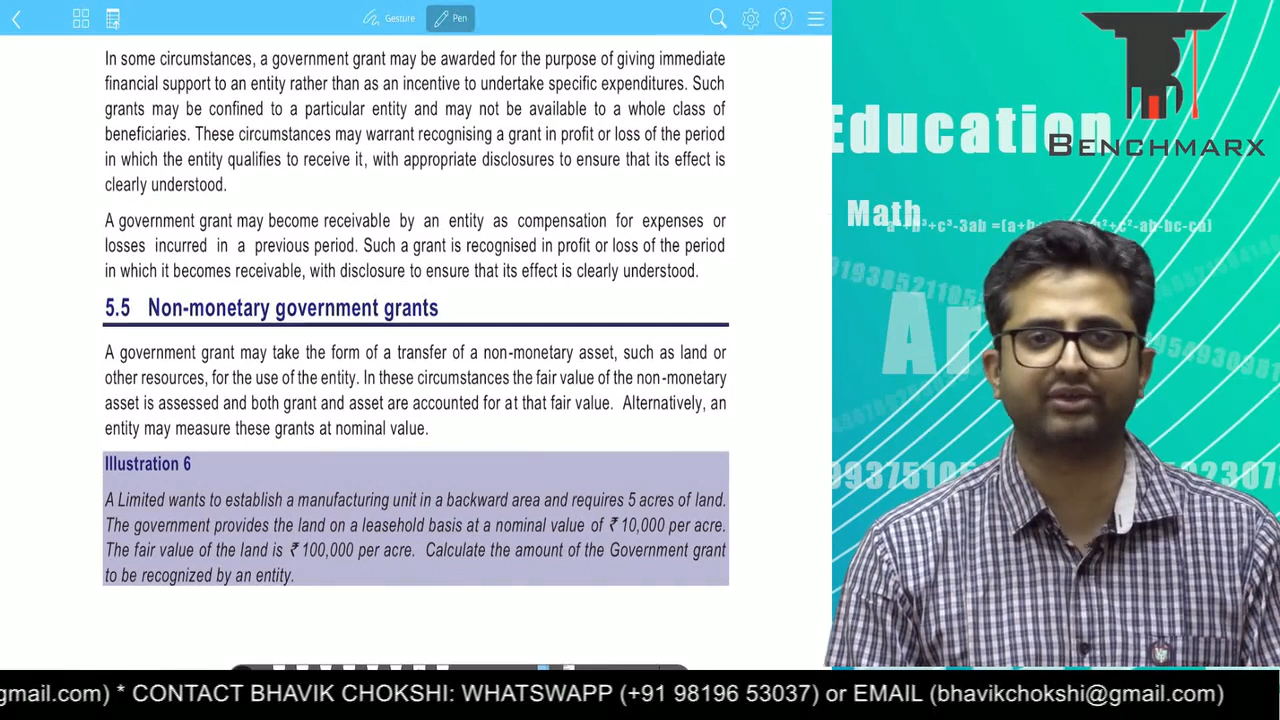 Gesture
Pen
In some circumstances, a government grant may be awarded for the purpose of giving immediate
financial support to an entity rather than as an incentive to undertake specific expenditures. Such
grants may be confined to a particular entity and may not be available to a whole class of
beneficiaries. These circumstances may warrant recognising a grant in profit or loss of the period
in which the entity qualifies to receive it, with appropriate disclosures to ensure that its effect is
clearly understood.
A government grant may become receivable by an entity as compensation for expenses or
losses incurred in a previous period. Such a grant is recognised in profit or loss of the period
in which it becomes receivable, with disclosure to ensure that its effect is clearly understood.
5.5 Non-monetary government grants
A government grant may take the form of a transfer of a non-monetary asset, such as land or
other resources, for the use of the entity. In these circumstances the fair value of the non-monetary
asset is assessed and both grant and asset are accounted for at that fair value. Alternatively, an
entity may measure these grants at nominal value.
Illustration 6
A Limited wants to establish a manufacturing unit in a backward area and requires 5 acres of land.
The government provides the land on a leasehold basis at a nominal value of ₹ 10,000 per acre.
The fair value of the land is ₹ 100,000 per acre. Calculate the amount of the Government grant
to be recognized by an entity.
BENCHMARX
Education
Math
gmail.com) * CONTACT BHAVIK CHOKSHI: WHATSWAPP (+91 98196 53037) or EMAIL (bhavikchokshi@gmail.com)